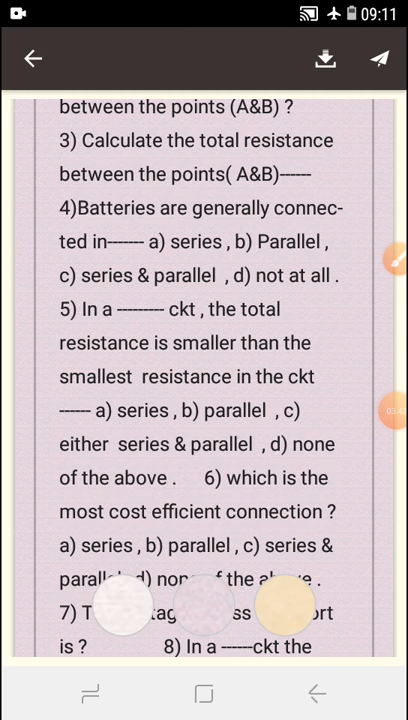 09:11
between the points (A&B) ?
3) Calculate the total resistance
between the points( A&B)------
4)Batteries are generally connec-
ted in------- a) series , b) Parallel ,
c) series & parallel , d) not at all .
5) In a --------- ckt , the total
resistance is smaller than the
smallest resistance in the ckt
------ a) series , b) parallel , c)
either series & parallel , d) none
of the above . 6) which is the
most cost efficient connection ?
a) series , b) parallel , c) series &
d) of the .
7)
is ? 8) In a ------ckt the